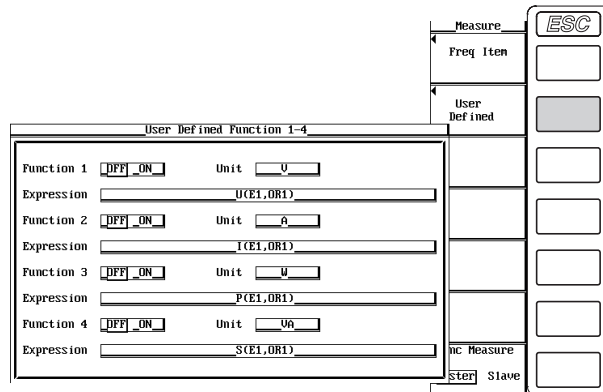 Measure
ESC
Freq Item
User
Defined
User Defined Function 1-4
Function 1 OFF ON Unit V
Expression U(E1,OR1)
Function 2 OFF ON Unit A
Expression I(E1,OR1)
Function 3 OFF ON Unit W
Expression P(E1,OR1)
Function 4 OFF ON Unit VA
Expression S(E1,OR1)
nc Measure
ster Slave